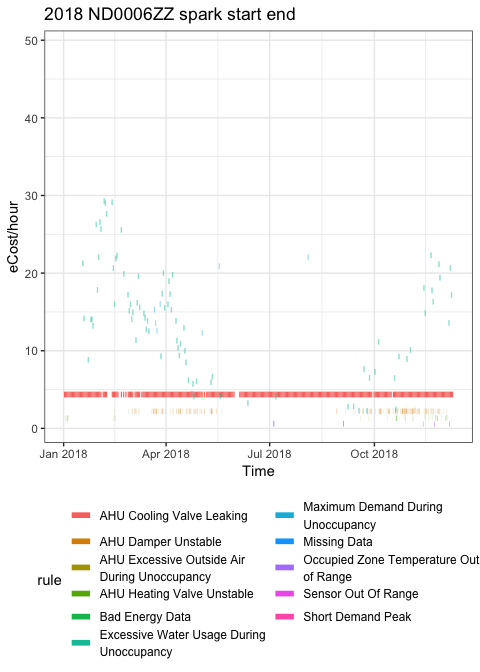 2018 ND0006ZZ spark start end
50
40
30
20
10
0
eCost/hour
Jan 2018
Apr 2018
Jul 2018
Oct 2018
Time
rule
AHU Cooling Valve Leaking
AHU Damper Unstable
AHU Excessive Outside Air
During Unoccupancy
AHU Heating Valve Unstable
Bad Energy Data
Excessive Water Usage During
Unoccupancy
Maximum Demand During
Unoccupancy
Missing Data
Occupied Zone Temperature Out
of Range
Sensor Out Of Range
Short Demand Peak